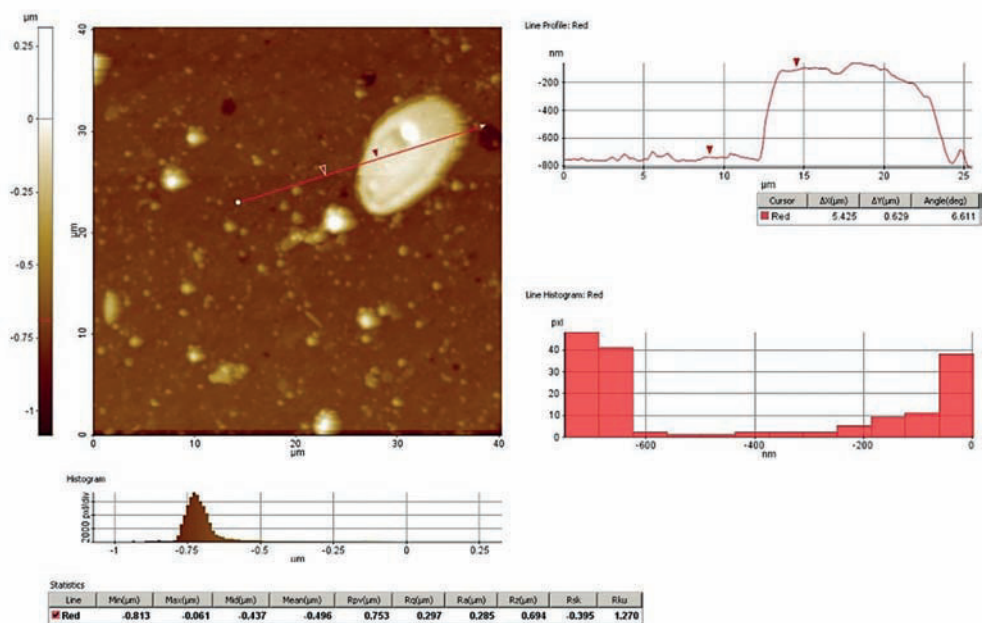 µm
0.25
0
-0.25
-0.5
-0.75
-1
40
30
20
10
0
µm
0 10 20 30 40
µm
Line Profile: Red
nm
-200
-400
-600
-800
0 5 10 15 20 25
µm
Cursor ΔX(µm) ΔY(µm) Angle(deg)
Red 5.425 0.629 6.611
Line Histogram: Red
pxl
40
30
20
10
0
-600 -400 -200 0
nm
Histogram
2000 pxl/div
-1 -0.75 -0.5 -0.25 0 0.25
um
Statistics
Line Min(µm) Max(µm) Mid(µm) Mean(µm) Rpv(µm) Rq(µm) Ra(µm) Rz(µm) Rsk Rku
Red -0.813 -0.061 -0.437 -0.496 0.753 0.297 0.285 0.694 -0.395 1.270